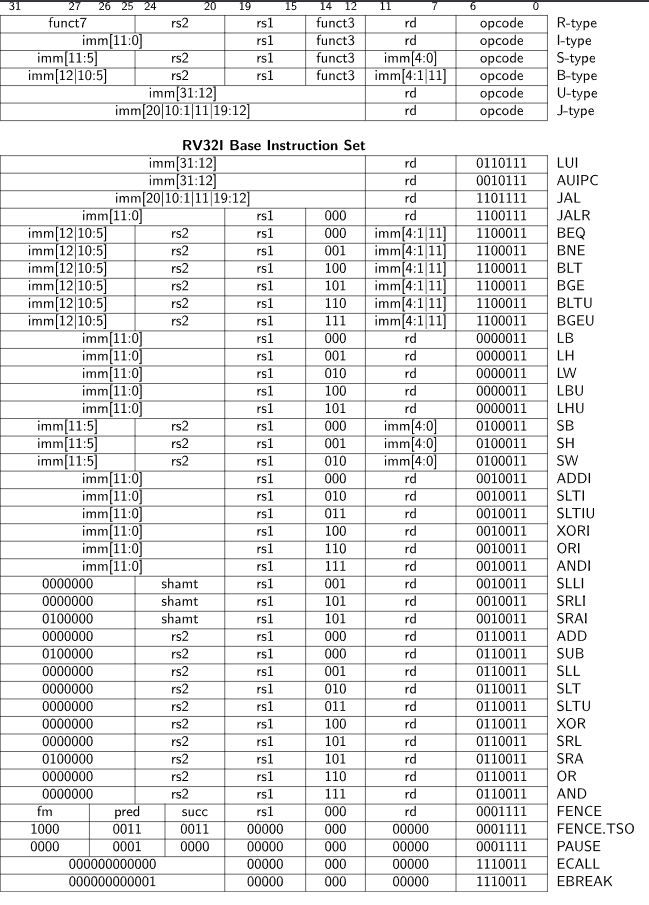 31 27 26 25 24 20 19 15 14 12 11 7 6 0
funct7 rs2 rs1 funct3 rd opcode R-type
imm[11:0] rs1 funct3 rd opcode I-type
imm[11:5] rs2 rs1 funct3 imm[4:0] opcode S-type
imm[12|10:5] rs2 rs1 funct3 imm[4:1|11] opcode B-type
imm[31:12] rd opcode U-type
imm[20|10:1|11|19:12] rd opcode J-type
RV32I Base Instruction Set
imm[31:12] rd 0110111 LUI
imm[31:12] rd 0010111 AUIPC
imm[20|10:1|11|19:12] rd 1101111 JAL
imm[11:0] rs1 000 rd 1100111 JALR
imm[12|10:5] rs2 rs1 000 imm[4:1|11] 1100011 BEQ
imm[12|10:5] rs2 rs1 001 imm[4:1|11] 1100011 BNE
imm[12|10:5] rs2 rs1 100 imm[4:1|11] 1100011 BLT
imm[12|10:5] rs2 rs1 101 imm[4:1|11] 1100011 BGE
imm[12|10:5] rs2 rs1 110 imm[4:1|11] 1100011 BLTU
imm[12|10:5] rs2 rs1 111 imm[4:1|11] 1100011 BGEU
imm[11:0] rs1 000 rd 0000011 LB
imm[11:0] rs1 001 rd 0000011 LH
imm[11:0] rs1 010 rd 0000011 LW
imm[11:0] rs1 100 rd 0000011 LBU
imm[11:0] rs1 101 rd 0000011 LHU
imm[11:5] rs2 rs1 000 imm[4:0] 0100011 SB
imm[11:5] rs2 rs1 001 imm[4:0] 0100011 SH
imm[11:5] rs2 rs1 010 imm[4:0] 0100011 SW
imm[11:0] rs1 000 rd 0010011 ADDI
imm[11:0] rs1 010 rd 0010011 SLTI
imm[11:0] rs1 011 rd 0010011 SLTIU
imm[11:0] rs1 100 rd 0010011 XORI
imm[11:0] rs1 110 rd 0010011 ORI
imm[11:0] rs1 111 rd 0010011 ANDI
0000000 shamt rs1 001 rd 0010011 SLLI
0000000 shamt rs1 101 rd 0010011 SRLI
0100000 shamt rs1 101 rd 0010011 SRAI
0000000 rs2 rs1 000 rd 0110011 ADD
0100000 rs2 rs1 000 rd 0110011 SUB
0000000 rs2 rs1 001 rd 0110011 SLL
0000000 rs2 rs1 010 rd 0110011 SLT
0000000 rs2 rs1 011 rd 0110011 SLTU
0000000 rs2 rs1 100 rd 0110011 XOR
0000000 rs2 rs1 101 rd 0110011 SRL
0100000 rs2 rs1 101 rd 0110011 SRA
0000000 rs2 rs1 110 rd 0110011 OR
0000000 rs2 rs1 111 rd 0110011 AND
fm pred succ rs1 000 rd 0001111 FENCE
1000 0011 0011 00000 000 00000 0001111 FENCE.TSO
0000 0001 0000 00000 000 00000 0001111 PAUSE
000000000000 00000 000 00000 1110011 ECALL
000000000001 00000 000 00000 1110011 EBREAK